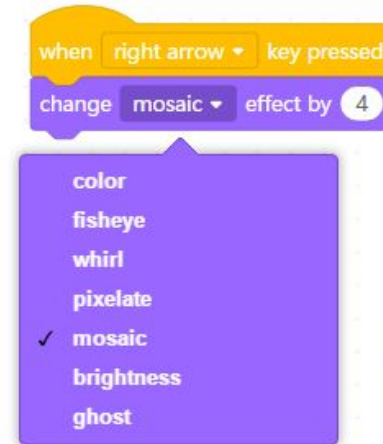 when right arrow key pressed
change mosaic effect by 4
color
fisheye
whirl
pixelate
mosaic
brightness
ghost